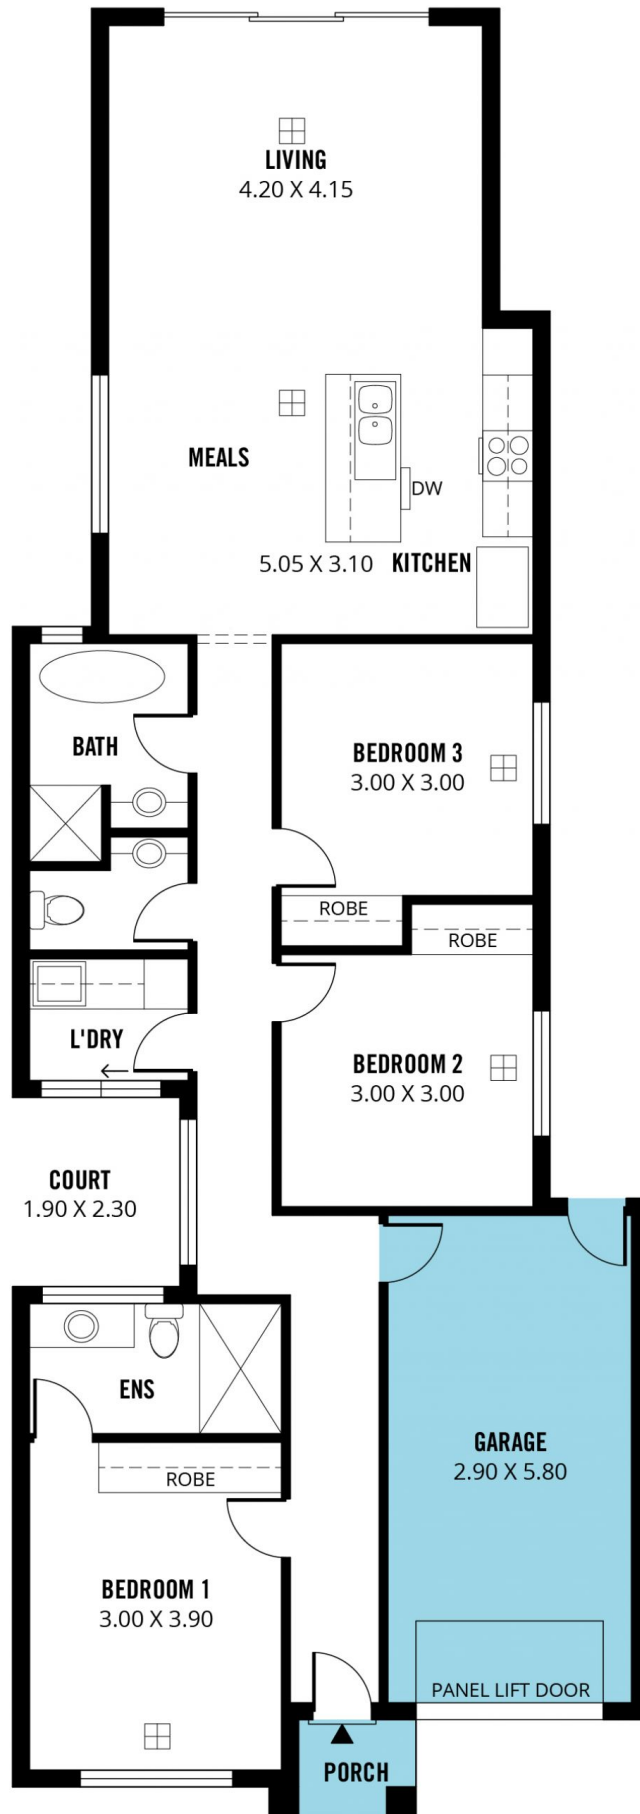 LIVING
4.20 X 4.15
MEALS
DW
5.05 X 3.10 KITCHEN
BATH
BEDROOM 3
3.00 X 3.00
ROBE
ROBE
L'DRY
BEDROOM 2
3.00 X 3.00
COURT
1.90 X 2.30
ENS
ROBE
GARAGE
2.90 X 5.80
BEDROOM 1
3.00 X 3.90
PANEL LIFT DOOR
PORCH